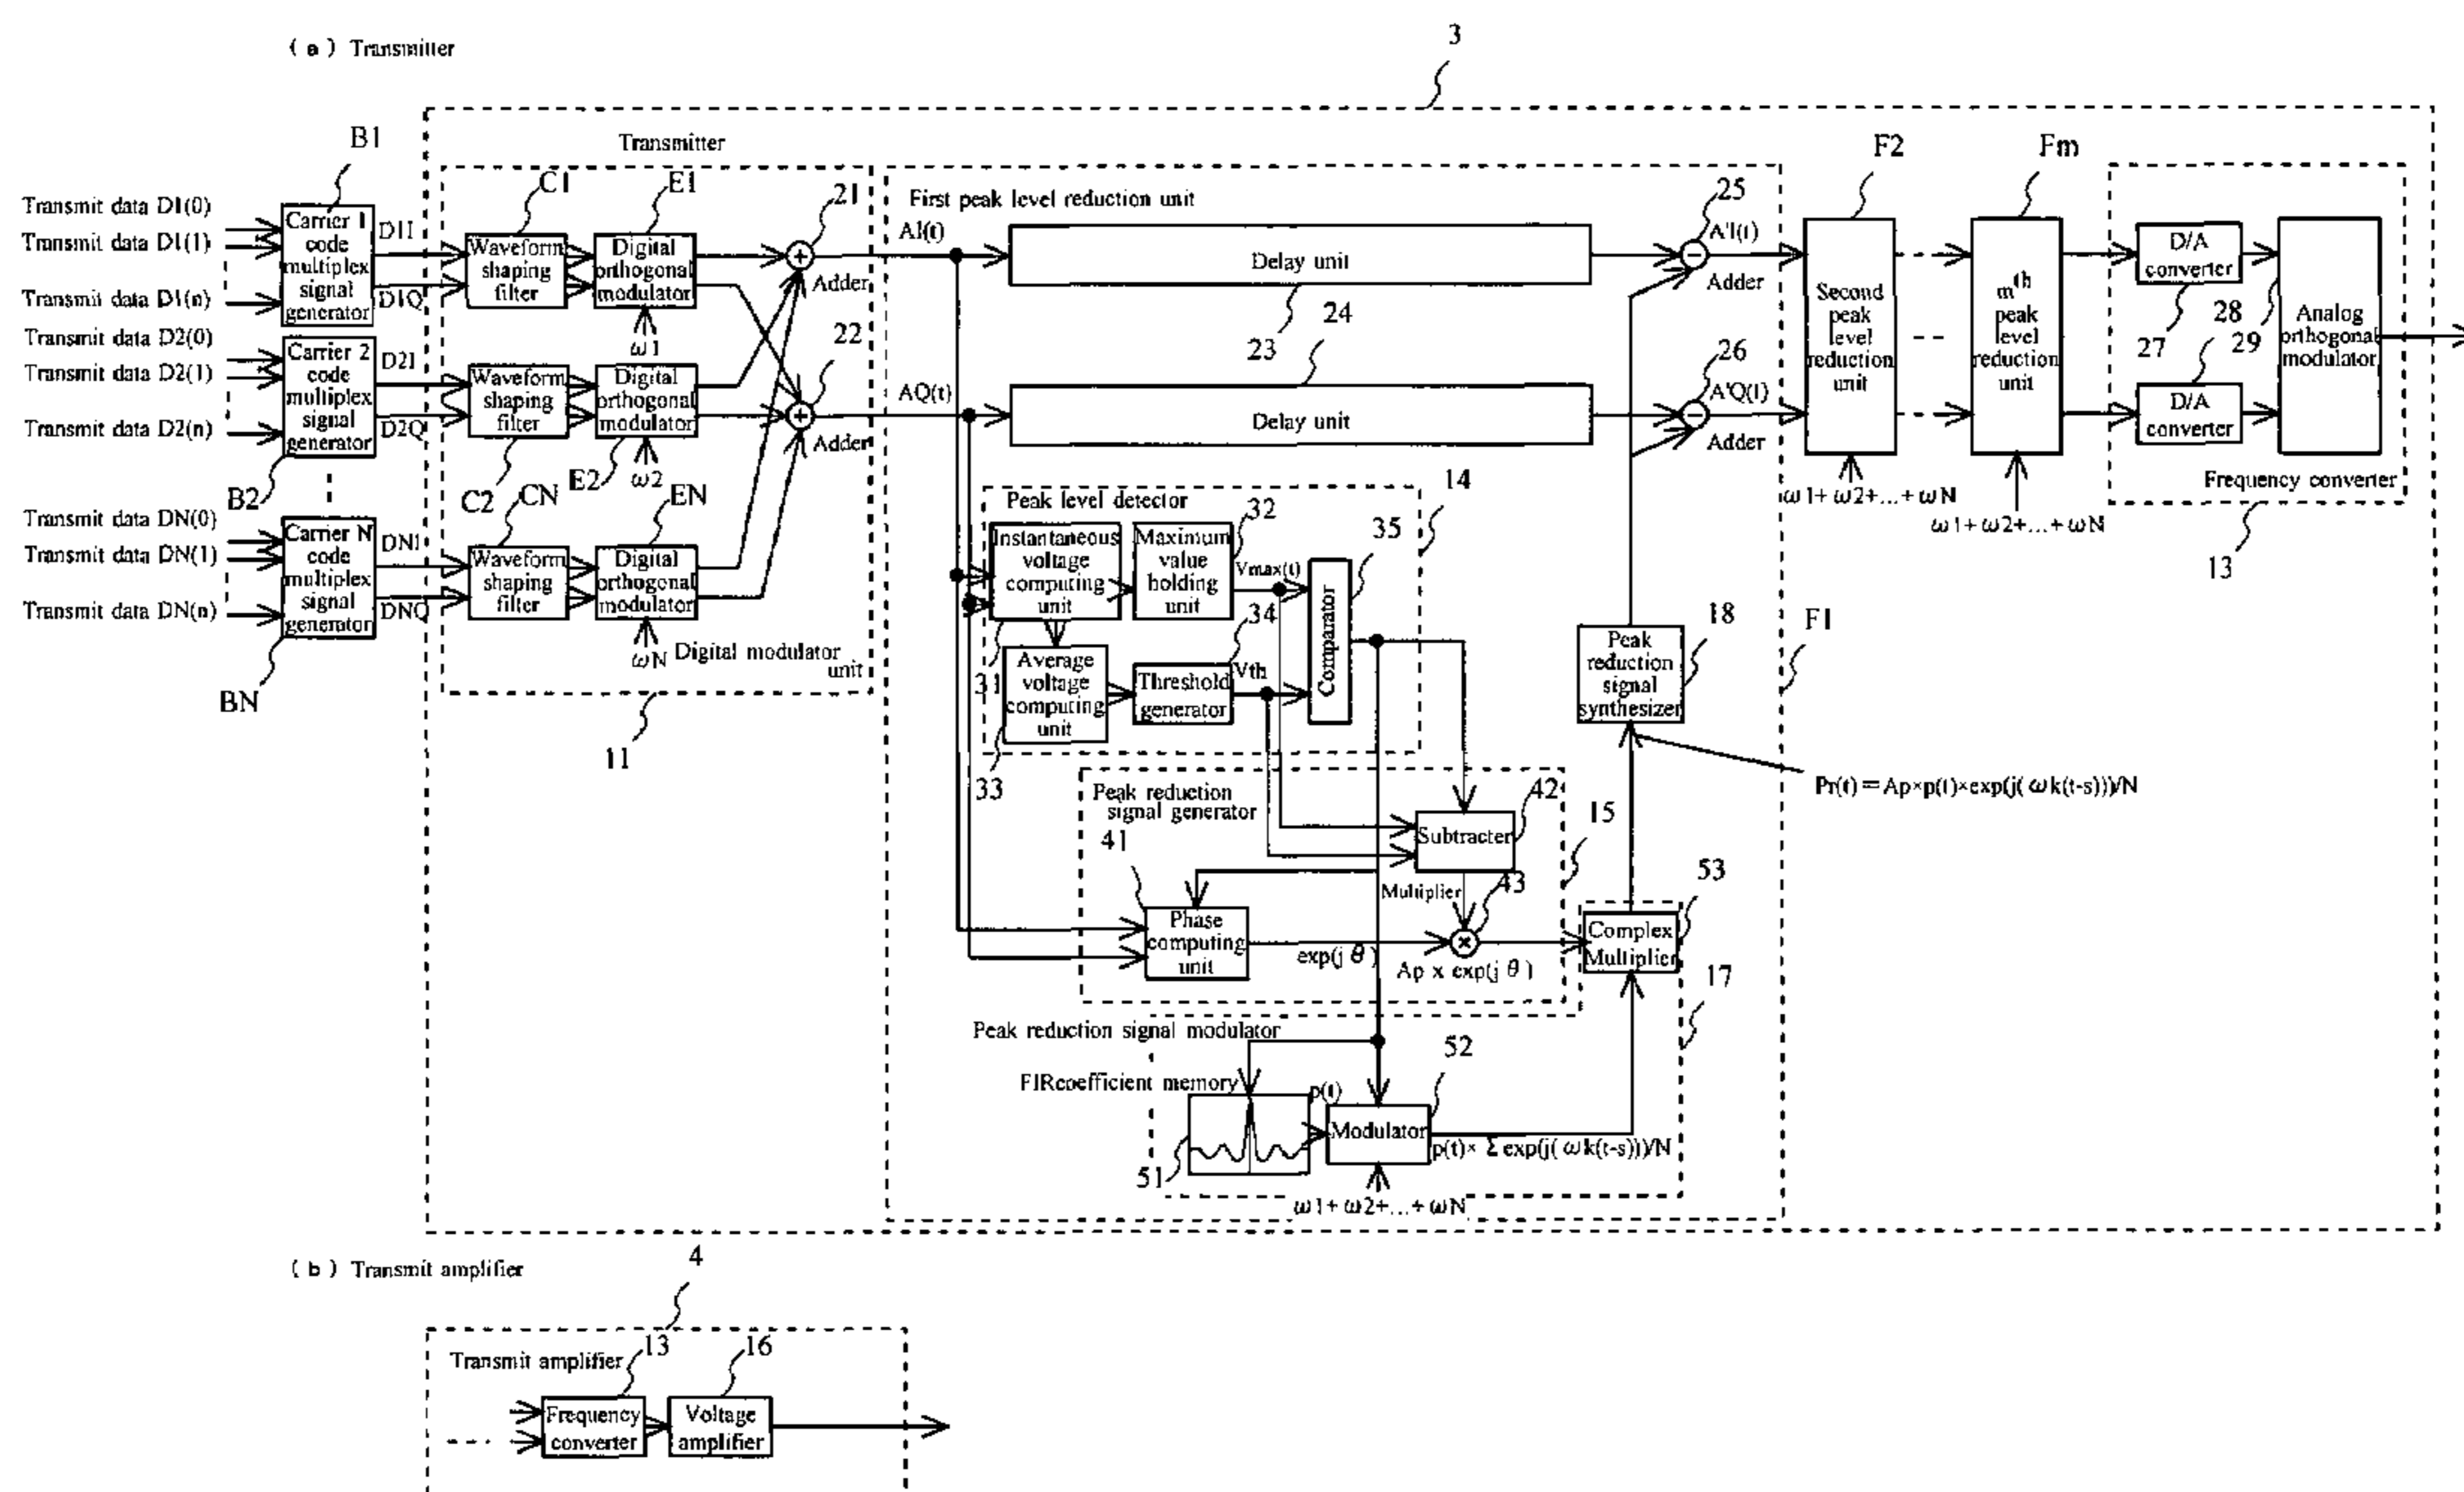 ( a ) Transmitter
3
B1
Transmit data D1(0)
Transmit data D1(1)
Transmit data D1(n)
Carrier 1
code
multiplex
signal
generator
D1I
D1Q
Transmit data D2(0)
Transmit data D2(1)
Transmit data D2(n)
Carrier 2
code
multiplex
signal
generator
D2I
D2Q
B2
Transmit data DN(0)
Transmit data DN(1)
Transmit data DN(n)
Carrier N
code
multiplex
signal
generator
DNI
DNQ
BN
Transmitter
C1
E1
21
Waveform
shaping
filter
Digital
orthogonal
modulator
Adder
ω1
22
Waveform
shaping
filter
Digital
orthogonal
modulator
Adder
C2
E2
ω2
CN
EN
Waveform
shaping
filter
Digital
orthogonal
modulator
ωN
Digital modulator
unit
11
First peak level reduction unit
AI(t)
Delay unit
23
25
A'I(t)
Adder
AQ(t)
24
Delay unit
26
A'Q(t)
Adder
Peak level detector
14
Instantaneous
voltage
computing
unit
31
Maximum
value
holding
unit
32
Vmax(t)
35
Comparator
Average
voltage
computing
unit
33
Threshold
generator
34
Vth
Peak reduction
signal generator
15
41
Phase
computing
unit
exp(j θ )
Subtracter
42
Multiplier
43
×
Ap x exp(j θ )
Complex
Multiplier
53
17
Peak
reduction
signal
synthesizer
18
F1
Pr(t)＝Ap×p(t)×exp(j( ωk(t-s)))/N
Peak reduction signal modulator
FIRcoefficient memory
51
p(t)
52
Modulator
p(t)× Σ exp(j( ωk(t-s)))/N
ω1+ ω2+...+ ωN
F2
Second
peak
level
reduction
unit
ω1+ ω2+...+ ωN
Fm
mth
peak
level
reduction
unit
ω1+ ω2+...+ ωN
D/A
converter
27
28
29
D/A
converter
Analog
orthogonal
modulator
Frequency converter
13
( b ) Transmit amplifier
4
Transmit amplifier
13
16
Frequency
converter
Voltage
amplifier